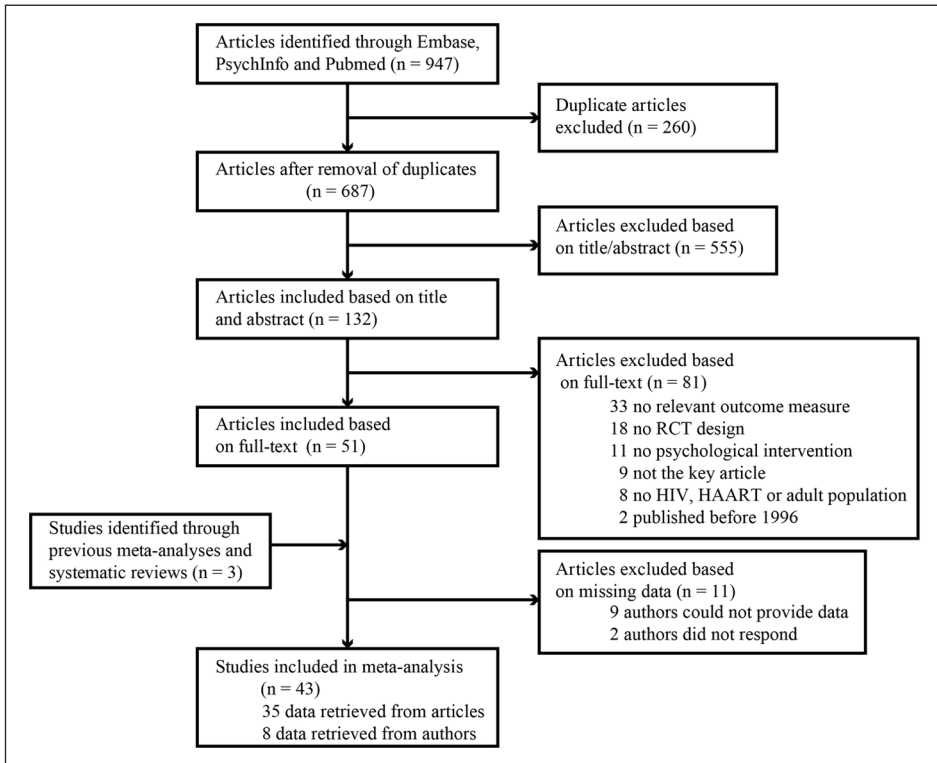 Articles identified through Embase,
PsychInfo and Pubmed (n = 947)
Duplicate articles
excluded (n = 260)
Articles after removal of duplicates
(n = 687)
Articles excluded based
on title/abstract (n = 555)
Articles included based on title
and abstract (n = 132)
Articles excluded based
on full-text (n = 81)
33 no relevant outcome measure
18 no RCT design
11 no psychological intervention
9 not the key article
8 no HIV, HAART or adult population
2 published before 1996
Articles included based
on full-text (n = 51)
Studies identified through
previous meta-analyses and
systematic reviews (n = 3)
Articles excluded based
on missing data (n = 11)
9 authors could not provide data
2 authors did not respond
Studies included in meta-analysis
(n = 43)
35 data retrieved from articles
8 data retrieved from authors